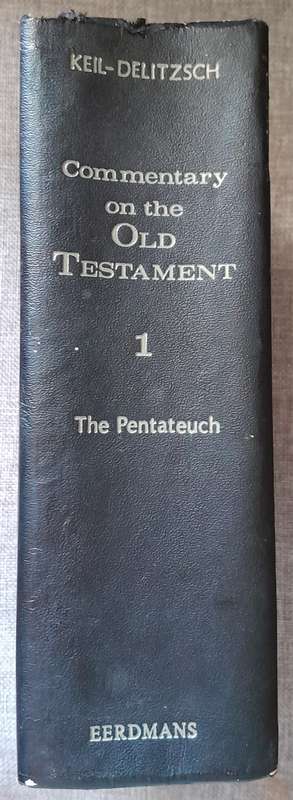 KEIL-DELITZSCH
Commentary
on the
OLD
TESTAMENT
1
The Pentateuch
EERDMANS